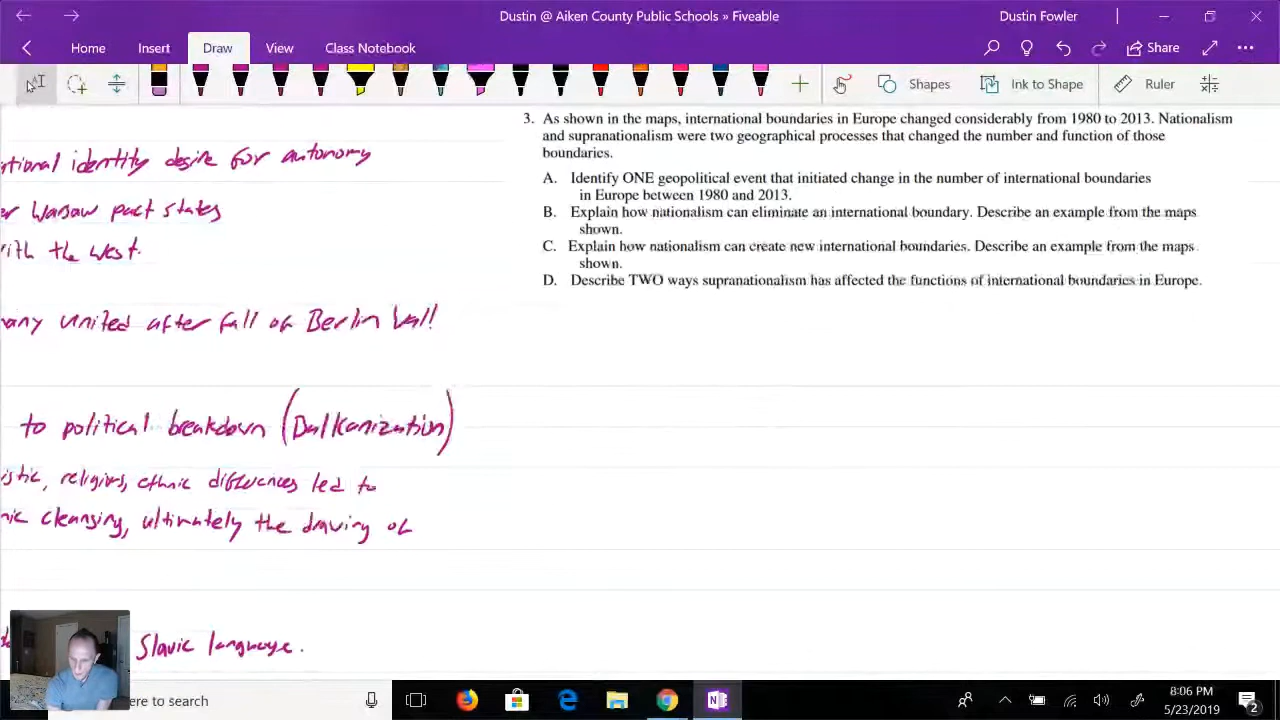 Dustin @ Aiken County Public Schools » Fiveable
Dustin Fowler
Home Insert Draw View Class Notebook
Share
Shapes Ink to Shape Ruler
3. As shown in the maps, international boundaries in Europe changed considerably from 1980 to 2013. Nationalism
and supranationalism were two geographical processes that changed the number and function of those
boundaries.
A. Identify ONE geopolitical event that initiated change in the number of international boundaries
in Europe between 1980 and 2013.
B. Explain how nationalism can eliminate an international boundary. Describe an example from the maps
shown.
C. Explain how nationalism can create new international boundaries. Describe an example from the maps
shown.
D. Describe TWO ways supranationalism has affected the functions of international boundaries in Europe.
ational identity desire for autonomy
er Warsaw pact states
with the west.
many united after fall of Berlin Wall
to political breakdown (Balkanization)
istic, religius, ethnic differences led to
nic cleansing, ultimately the drawing of
Slavic language.
ere to search
8:06 PM
5/23/2019
2